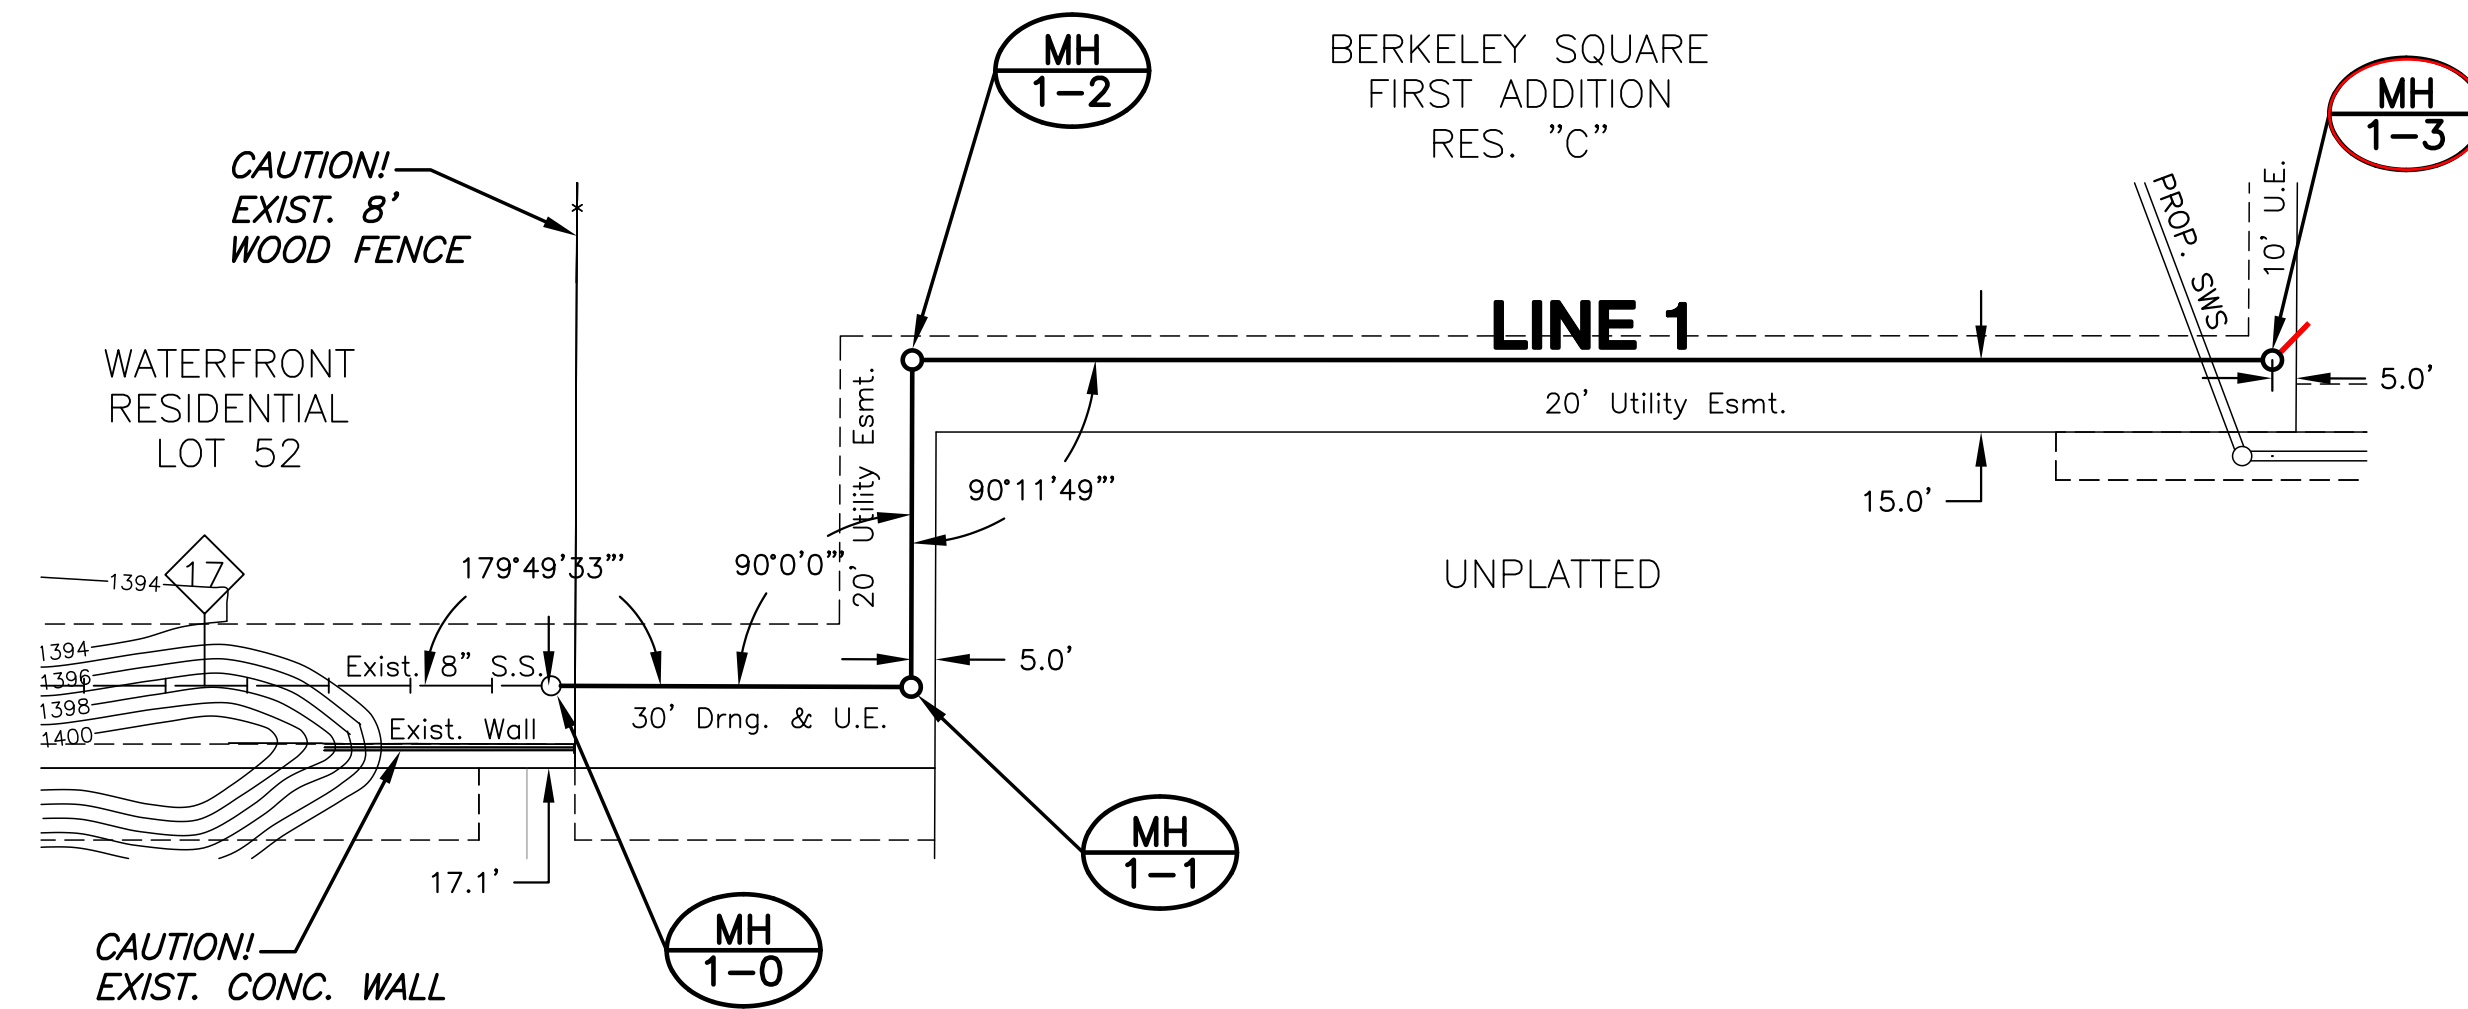 MH
1-2
BERKELEY SQUARE
FIRST ADDITION
RES. "C"
MH
1-3
CAUTION!
EXIST. 8'
WOOD FENCE
PROP. SWS
10' U.E.
LINE 1
WATERFRONT
RESIDENTIAL
LOT 52
20' Utility Esmt.
20' Utility Esmt.
5.0'
90°11'49"'
15.0'
179°49'33"'
90°0'0"'
UNPLATTED
17
1394
1394
1396
1398
1400
Exist. 8" S.S.
5.0'
Exist. Wall
30' Drng. & U.E.
17.1'
MH
1-1
MH
1-0
CAUTION!
EXIST. CONC. WALL